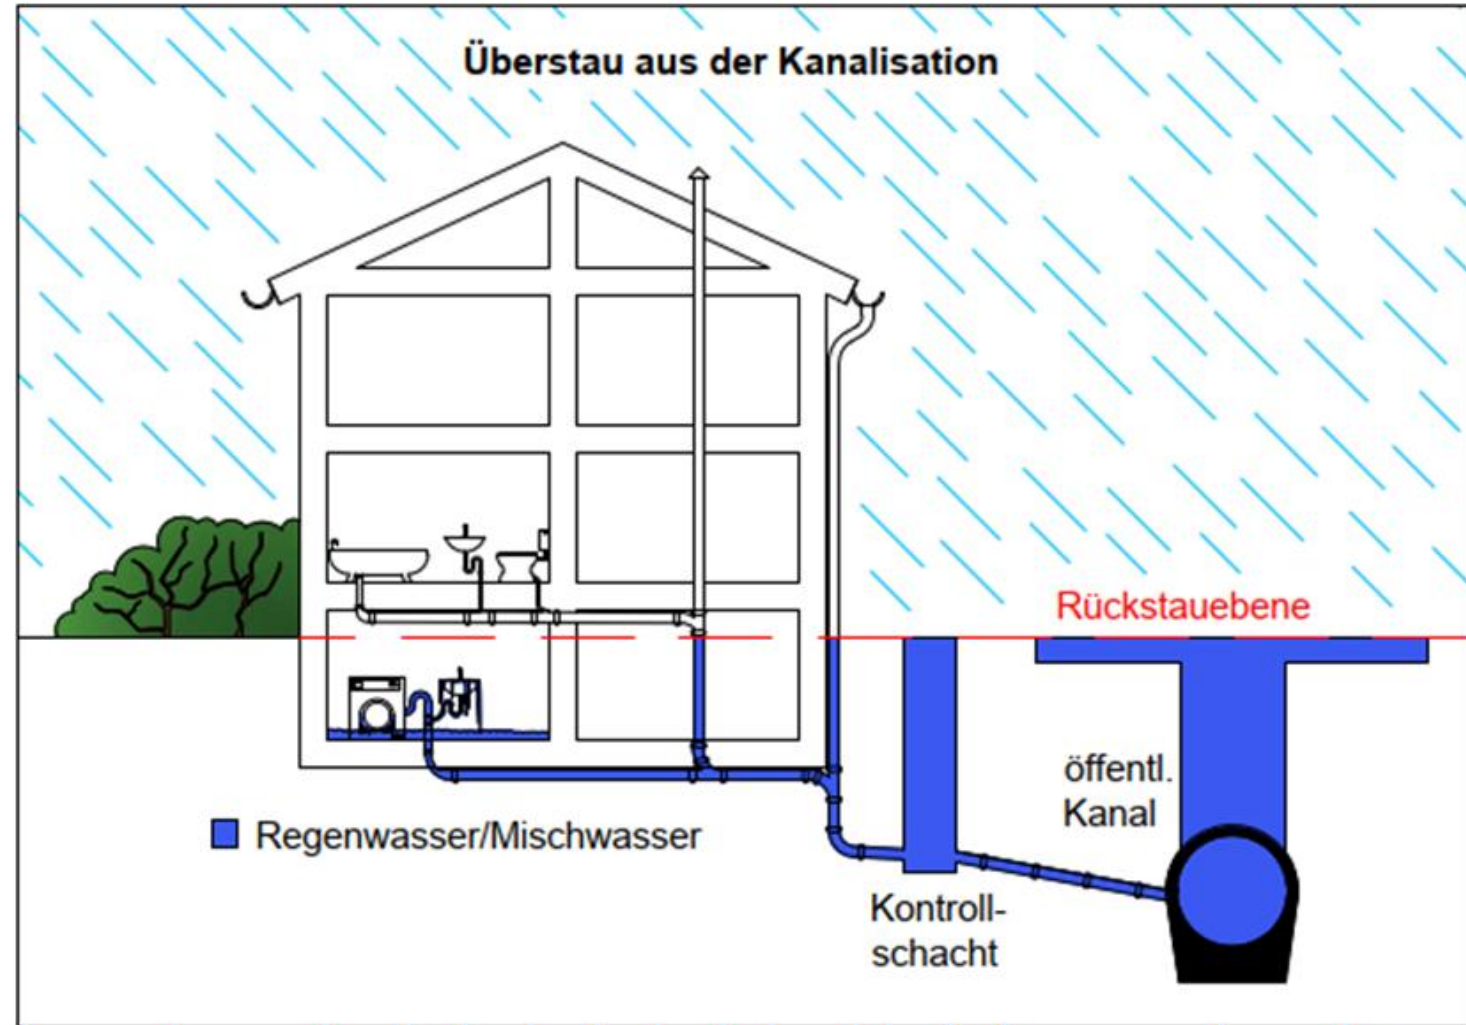 Überstau aus der Kanalisation
Rückstauebene
öffentl.
Kanal
Regenwasser/Mischwasser
Kontroll-
schacht